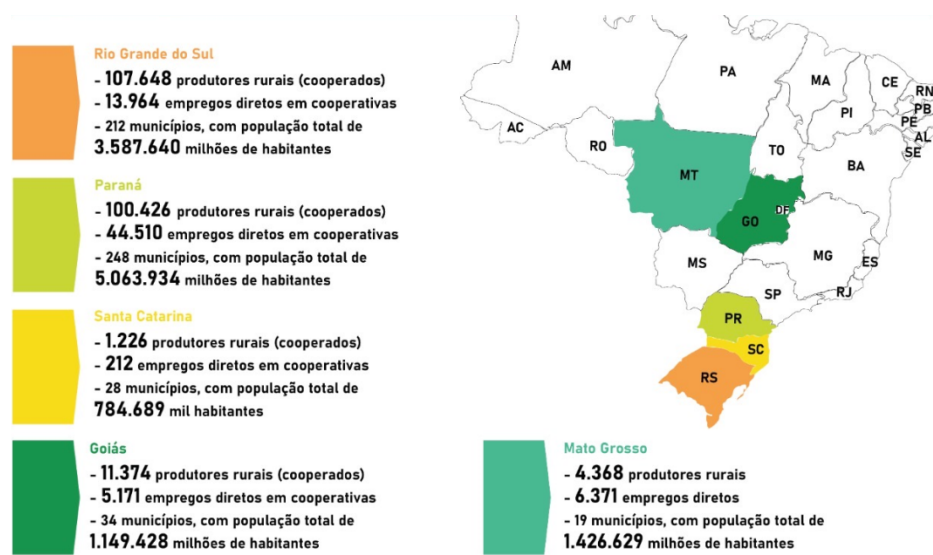 Rio Grande do Sul
- 107.648 produtores rurais (cooperados)
- 13.964 empregos diretos em cooperativas
- 212 municípios, com população total de
3.587.640 milhões de habitantes
Paraná
- 100.426 produtores rurais (cooperados)
- 44.510 empregos diretos em cooperativas
- 248 municípios, com população total de
5.063.934 milhões de habitantes
Santa Catarina
- 1.226 produtores rurais (cooperados)
- 212 empregos diretos em cooperativas
- 28 municípios, com população total de
784.689 mil habitantes
Goiás
- 11.374 produtores rurais (cooperados)
- 5.171 empregos diretos em cooperativas
- 34 municípios, com população total de
1.149.428 milhões de habitantes
Mato Grosso
- 4.368 produtores rurais
- 6.371 empregos diretos
- 19 municípios, com população total de
1.426.629 milhões de habitantes
AM
PA
MA
CE
RN
PB
PI
PE
AL
SE
AC
RO
TO
BA
MT
DF
GO
MG
ES
MS
SP
RJ
PR
SC
RS